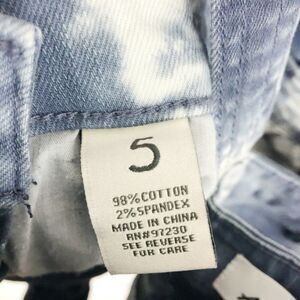 5
98% COTTON
2% SPANDEX
MADE IN CHINA
RN#97230
SEE REVERSE
FOR CARE